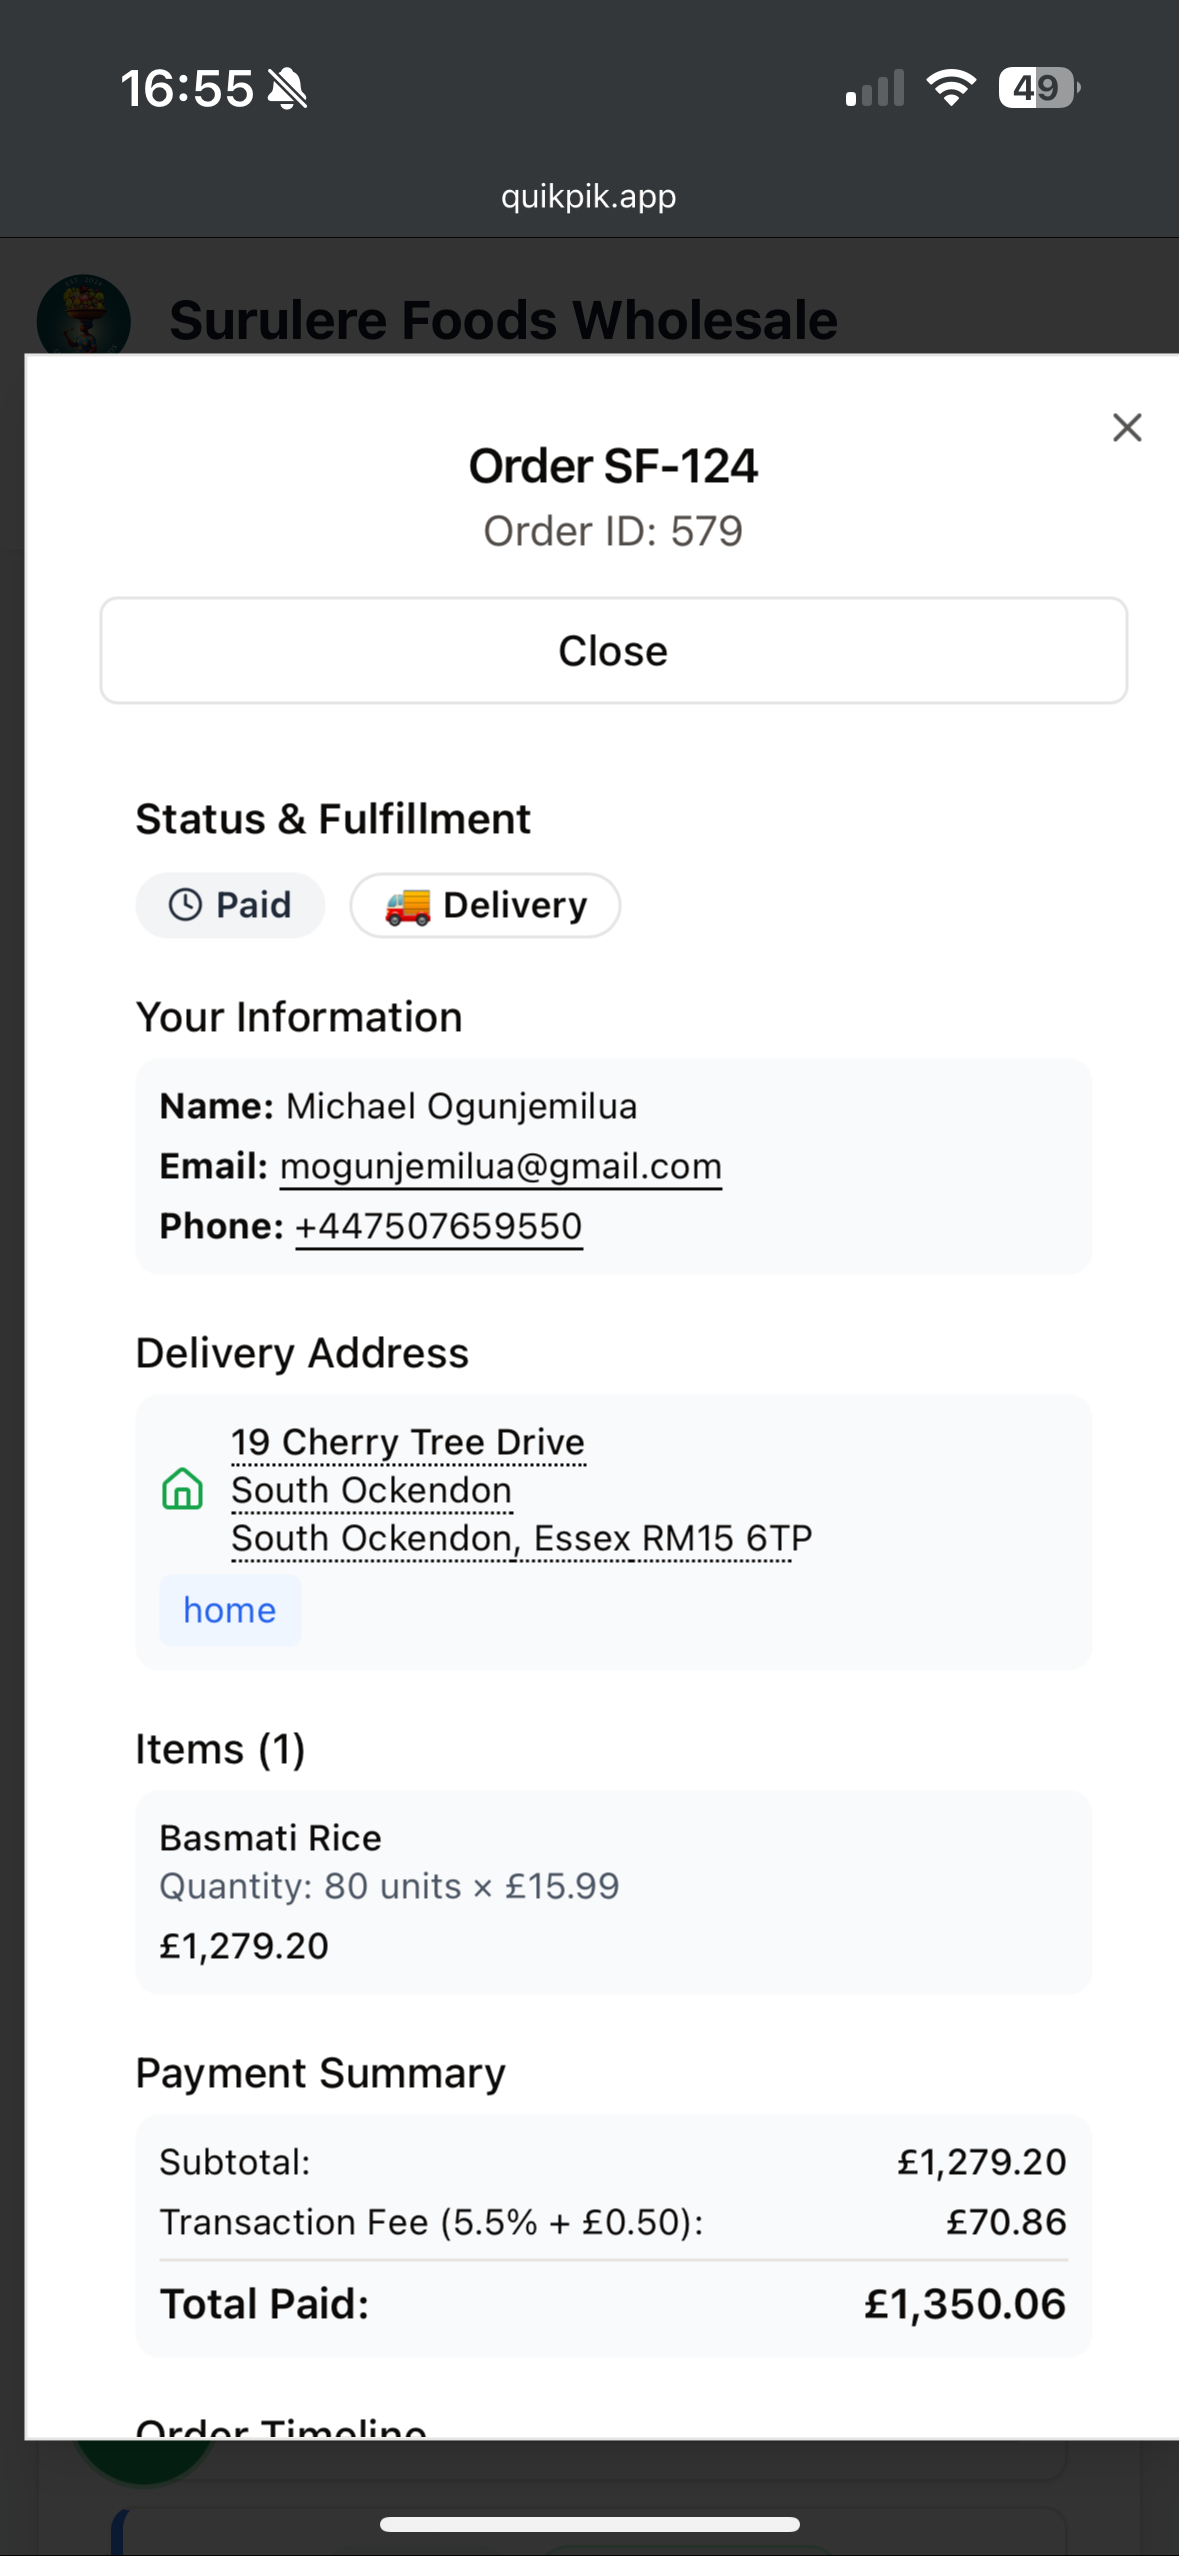 16:55
49
quikpik.app
Surulere Foods Wholesale
Order SF-124
Order ID: 579
Close
Status & Fulfillment
Paid
Delivery
Your Information
Name: Michael Ogunjemilua
Email: mogunjemilua@gmail.com
Phone: +447507659550
Delivery Address
19 Cherry Tree Drive
South Ockendon
South Ockendon, Essex RM15 6TP
home
Items (1)
Basmati Rice
Quantity: 80 units × £15.99
£1,279.20
Payment Summary
Subtotal: £1,279.20
Transaction Fee (5.5% + £0.50): £70.86
Total Paid: £1,350.06
Order Timeline